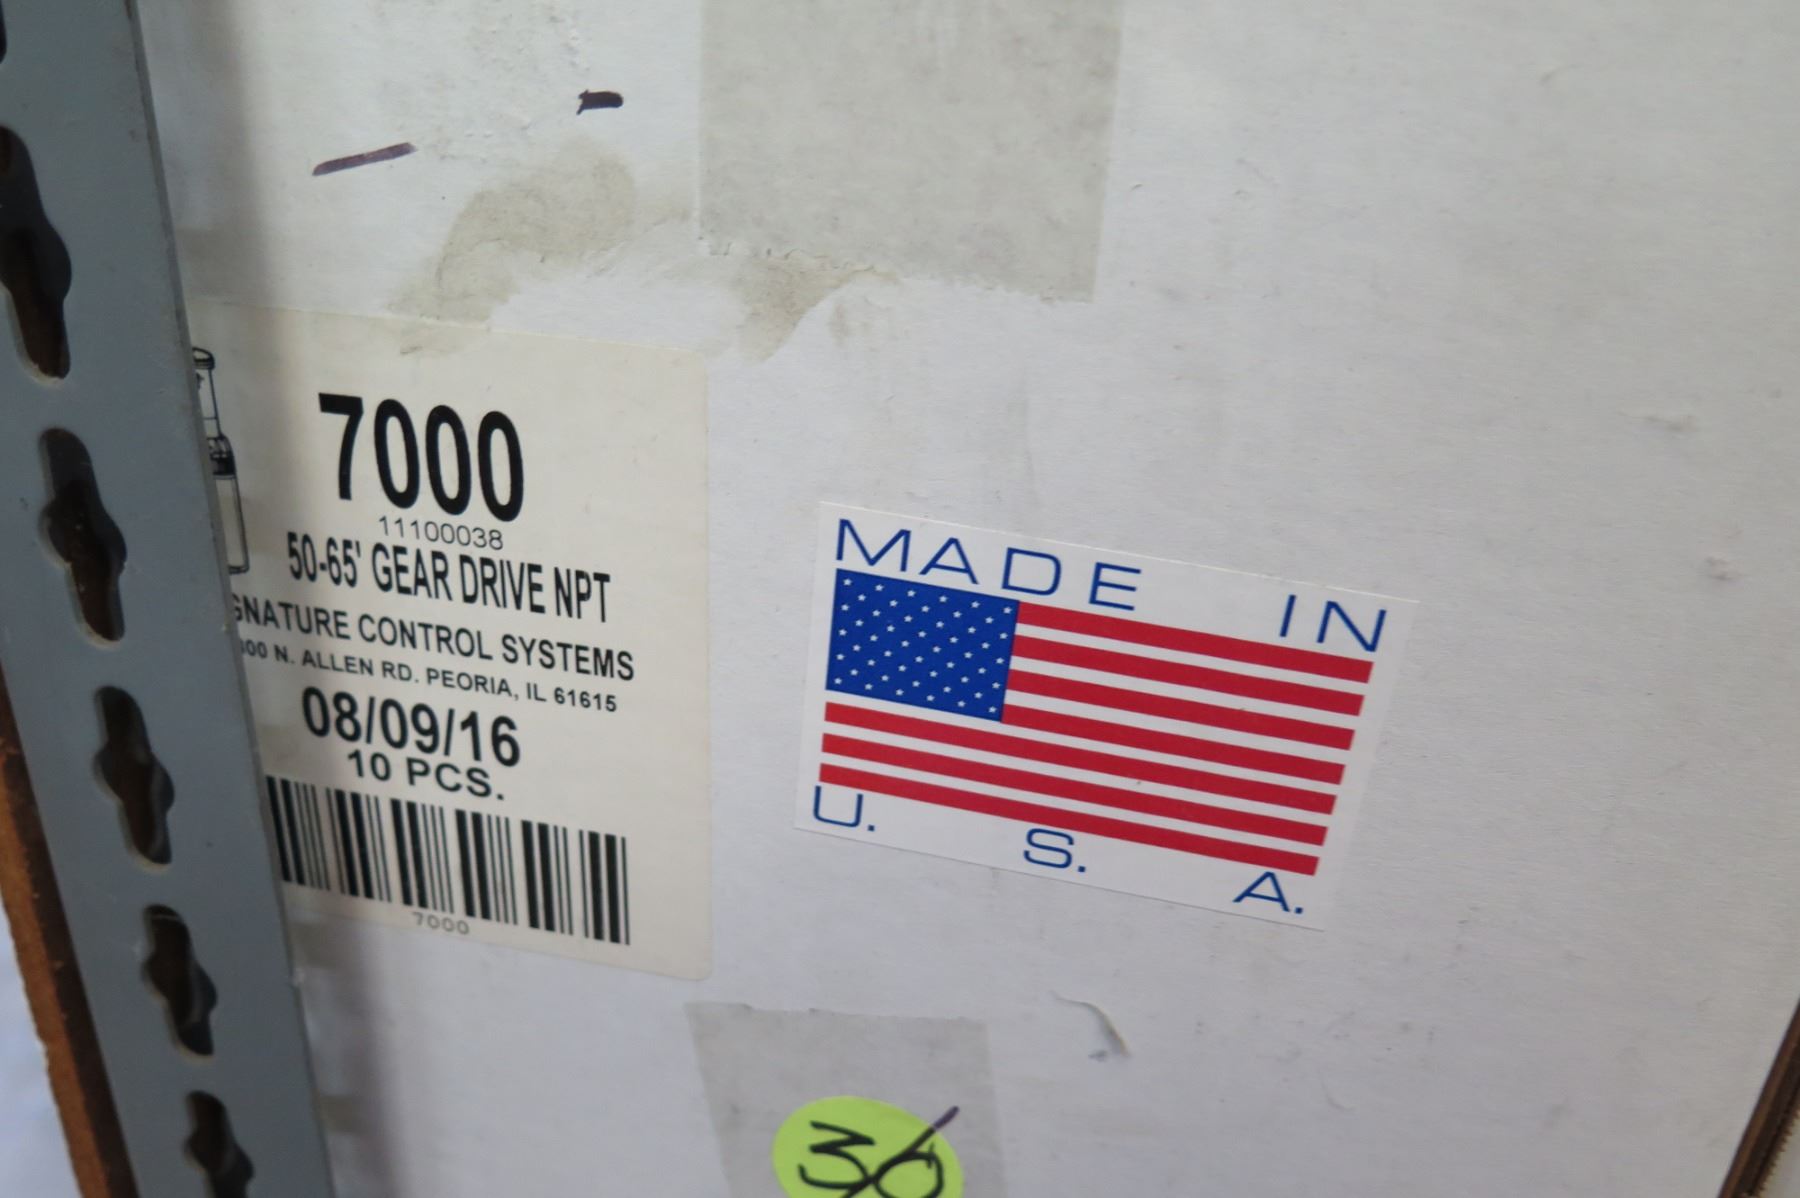 7000
11100038
50-65' GEAR DRIVE NPT
GNATURE CONTROL SYSTEMS
00 N. ALLEN RD. PEORIA, IL 61615
08/09/16
10 PCS.
7000
MADE IN
U. S. A.
36